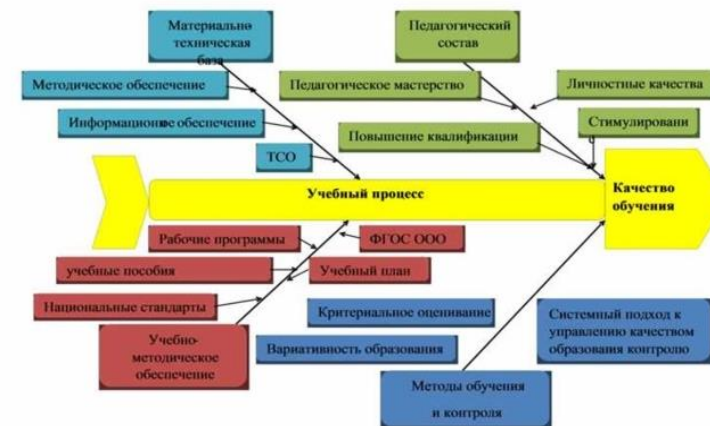 Материально
техническая
база
Педагогический
состав
Методическое обеспечение
Педагогическое мастерство
Личностные качества
Информационное обеспечение
Повышение квалификации
Стимулировани
ТСО
Учебный процесс
Качество
обучения
Рабочие программы
ФГОС ООО
учебные пособия
Учебный план
Национальные стандарты
Критериальное оценивание
Системный подход к
управлению качеством
образования контролю
Учебно-
методическое
обеспечение
Вариативность образования
Методы обучения
и контроля